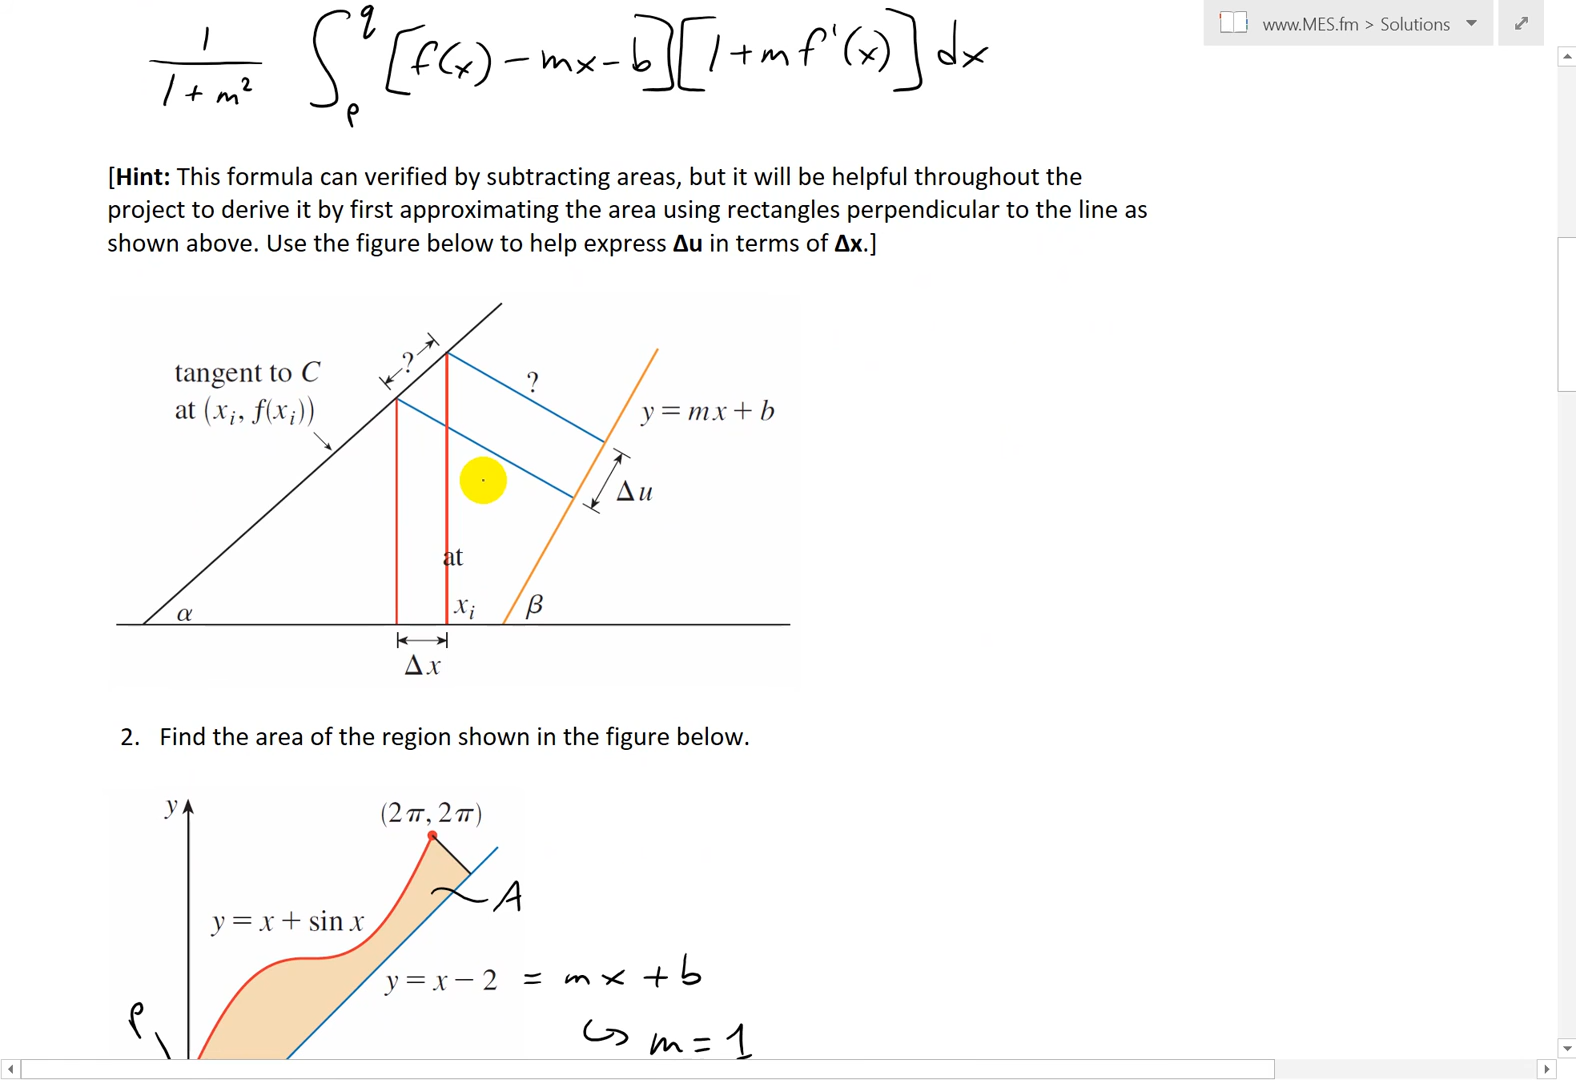 www.MES.fm > Solutions
1/(1+m²) ∫ₚ^q [f(x) – mx – b][1 + m f'(x)] dx
[Hint: This formula can verified by subtracting areas, but it will be helpful throughout the
project to derive it by first approximating the area using rectangles perpendicular to the line as
shown above. Use the figure below to help express Δu in terms of Δx.]
?
tangent to C
at (xᵢ, f(xᵢ))
?
y = mx + b
Δu
at
α
xᵢ
β
Δx
2. Find the area of the region shown in the figure below.
y
(2π, 2π)
A
y = x + sin x
y = x – 2 = mx + b
P
↪ m = 1